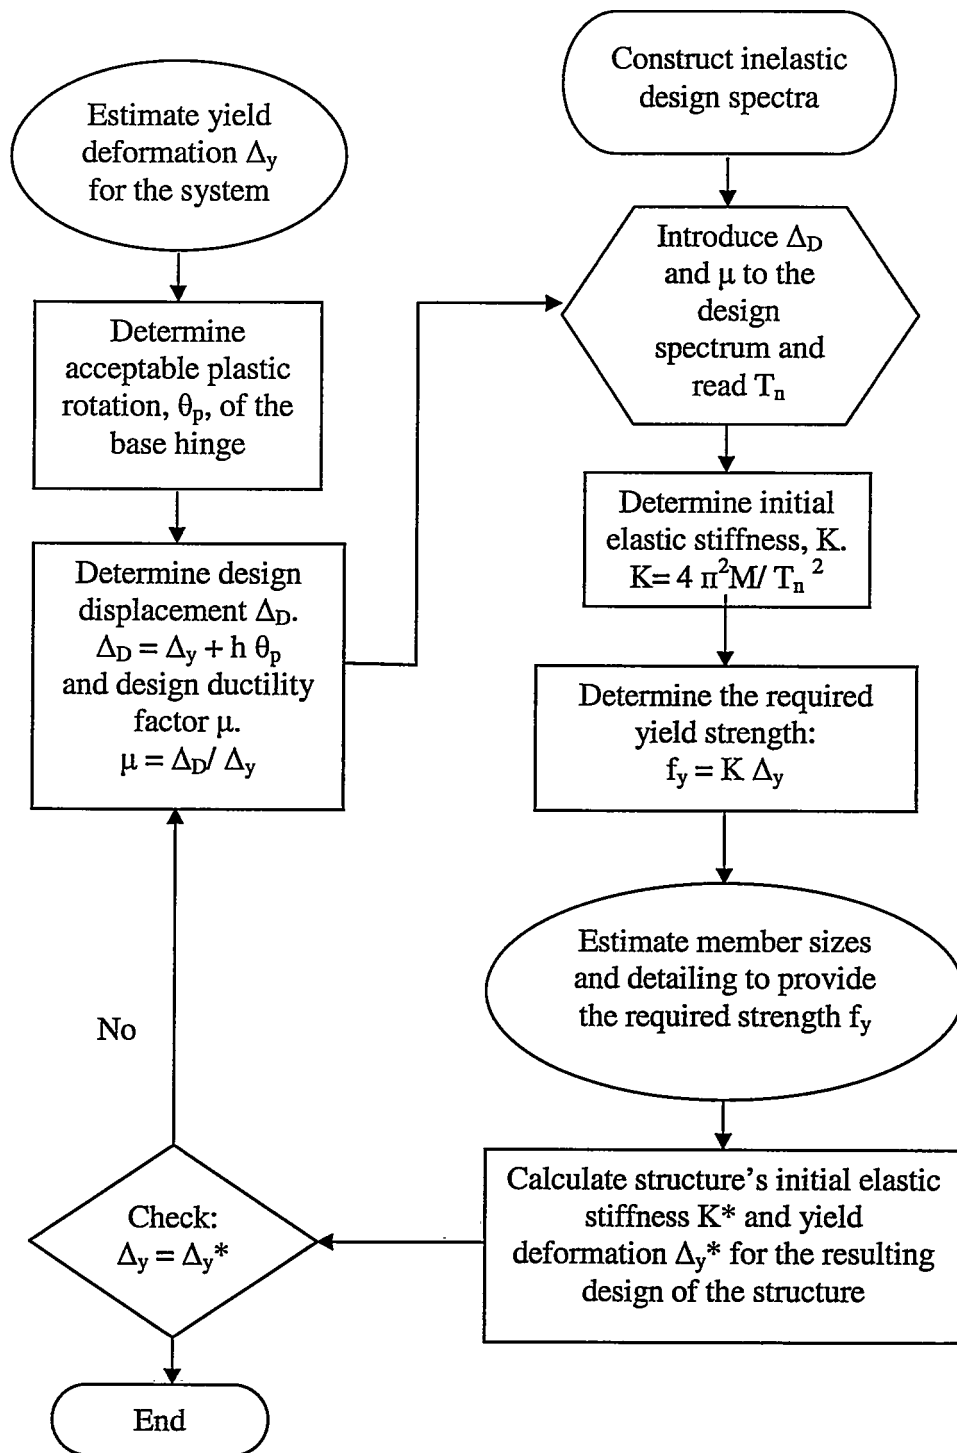 Estimate yield
deformation Δy
for the system
Determine
acceptable plastic
rotation, θp, of the
base hinge
Determine design
displacement ΔD.
ΔD = Δy + h θp
and design ductility
factor μ.
μ = ΔD/ Δy
Construct inelastic
design spectra
Introduce ΔD
and μ to the
design
spectrum and
read Tn
Determine initial
elastic stiffness, K.
K= 4 π²M/ Tn ²
Determine the required
yield strength:
fy = K Δy
Estimate member sizes
and detailing to provide
the required strength fy
Calculate structure's initial elastic
stiffness K* and yield
deformation Δy* for the resulting
design of the structure
Check:
Δy = Δy*
No
End